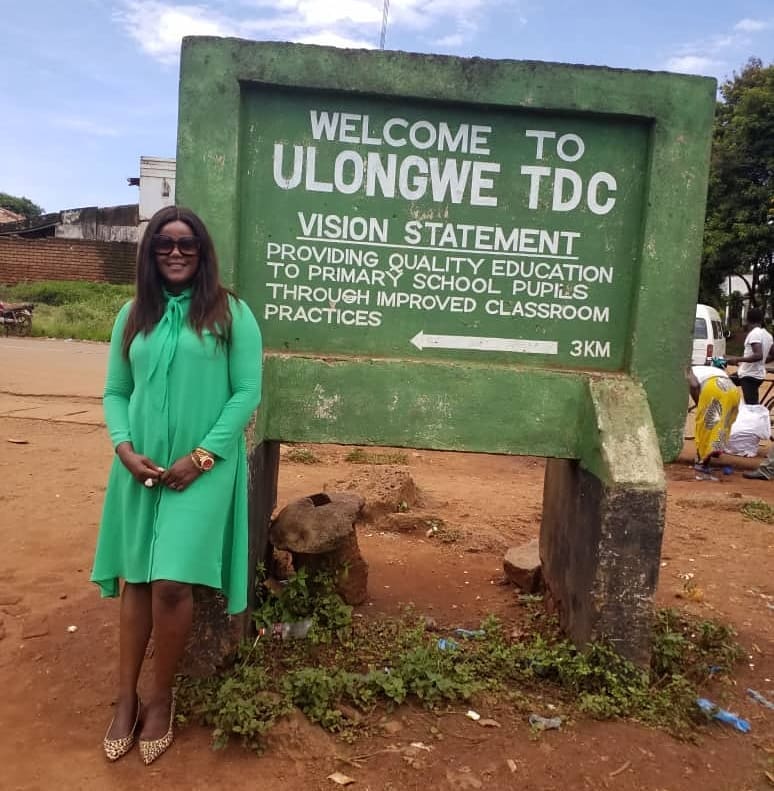 WELCOME TO
ULONGWE TDC
VISION STATEMENT
PROVIDING QUALITY EDUCATION
TO PRIMARY SCHOOL PUPILS
THROUGH IMPROVED CLASSROOM
PRACTICES
3KM